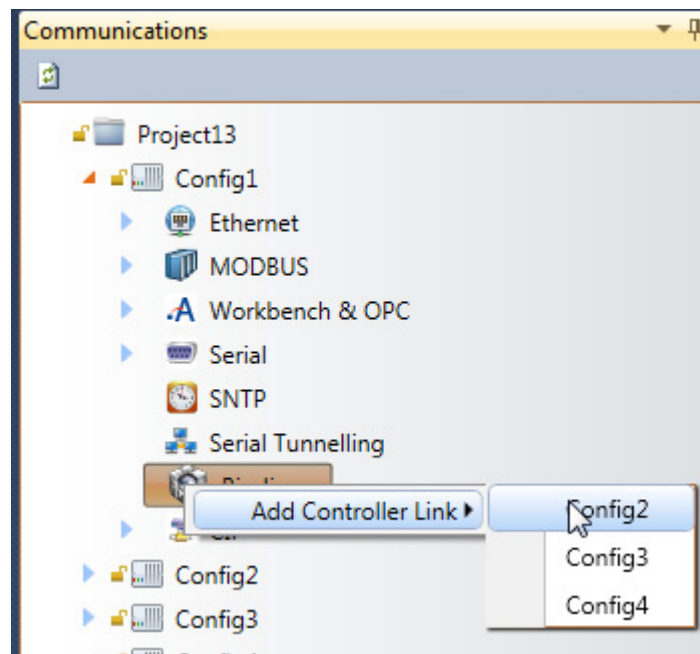 Communications
Project13
Config1
Ethernet
MODBUS
.A Workbench & OPC
Serial
SNTP
Serial Tunnelling
Add Controller Link
Config2
Config3
Config4
Config2
Config3